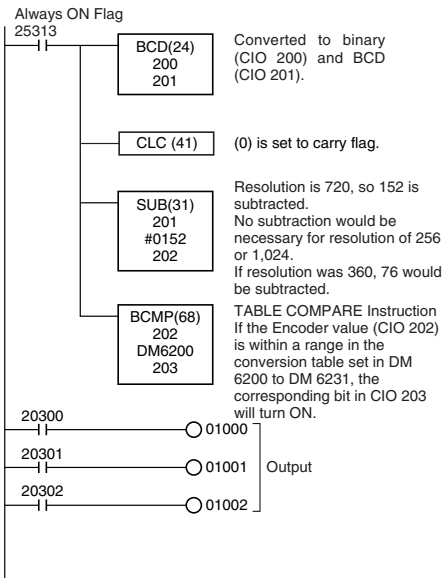 Always ON Flag
25313
BCD(24)
200
201
Converted to binary
(CIO 200) and BCD
(CIO 201).
CLC (41)
(0) is set to carry flag.
SUB(31)
201
#0152
202
Resolution is 720, so 152 is
subtracted.
No subtraction would be
necessary for resolution of 256
or 1,024.
If resolution was 360, 76 would
be subtracted.
BCMP(68)
202
DM6200
203
TABLE COMPARE Instruction
If the Encoder value (CIO 202)
is within a range in the
conversion table set in DM
6200 to DM 6231, the
corresponding bit in CIO 203
will turn ON.
20300
01000
20301
01001
Output
20302
01002